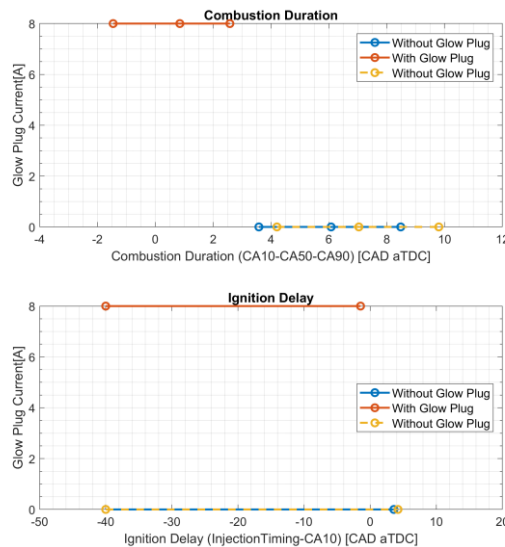 Combustion Duration
8
6
4
2
0
Glow Plug Current[A]
Without Glow Plug
With Glow Plug
Without Glow Plug
-4 -2 0 2 4 6 8 10 12
Combustion Duration (CA10-CA50-CA90) [CAD aTDC]
Ignition Delay
8
6
4
2
0
Glow Plug Current[A]
Without Glow Plug
With Glow Plug
Without Glow Plug
-50 -40 -30 -20 -10 0 10 20
Ignition Delay (InjectionTiming-CA10) [CAD aTDC]